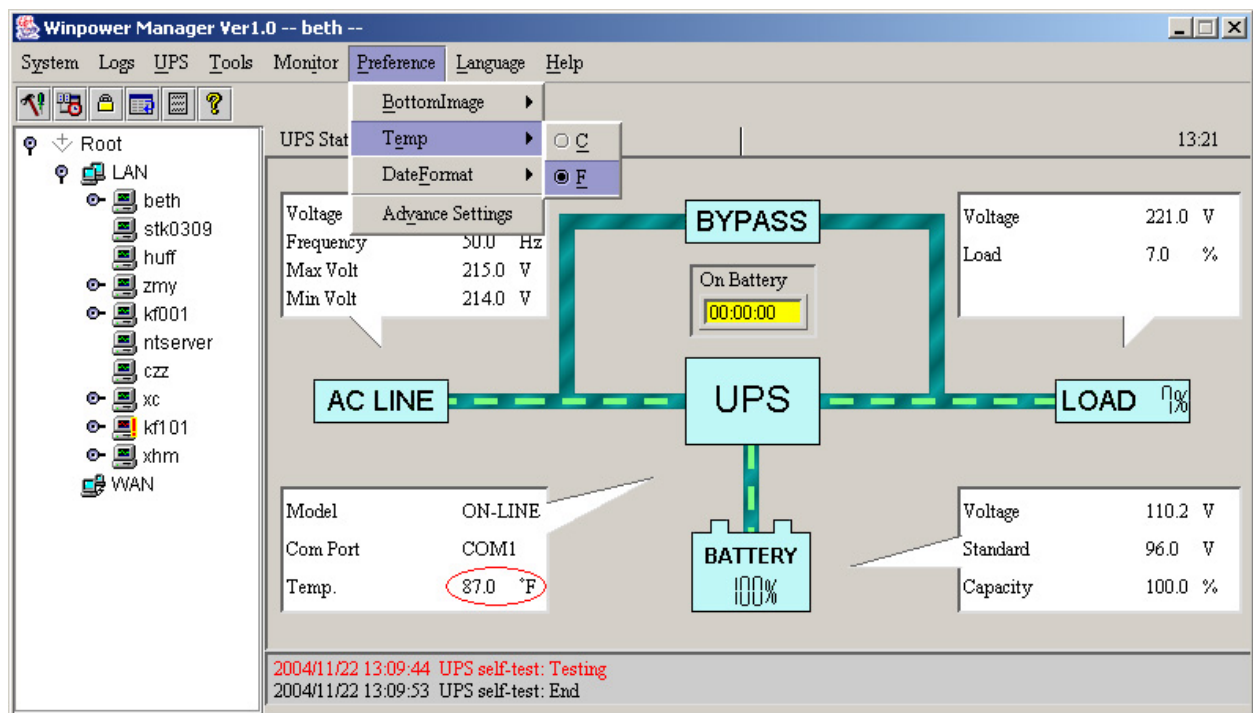 Winpower Manager Ver1.0 -- beth --
System Logs UPS Tools Monitor Preference Language Help
BottomImage
Temp
DateFormat
Advance Settings
C
F
Root
LAN
beth
stk0309
huff
zmy
kf001
ntserver
czz
xc
kf101
xhm
WAN
UPS Stat
13:21
Voltage
Frequency 50.0 Hz
Max Volt 215.0 V
Min Volt 214.0 V
BYPASS
On Battery
00:00:00
Voltage 221.0 V
Load 7.0 %
AC LINE
UPS
LOAD 7%
Model ON-LINE
Com Port COM1
Temp. 87.0 °F
BATTERY
100%
Voltage 110.2 V
Standard 96.0 V
Capacity 100.0 %
2004/11/22 13:09:44 UPS self-test: Testing
2004/11/22 13:09:53 UPS self-test: End